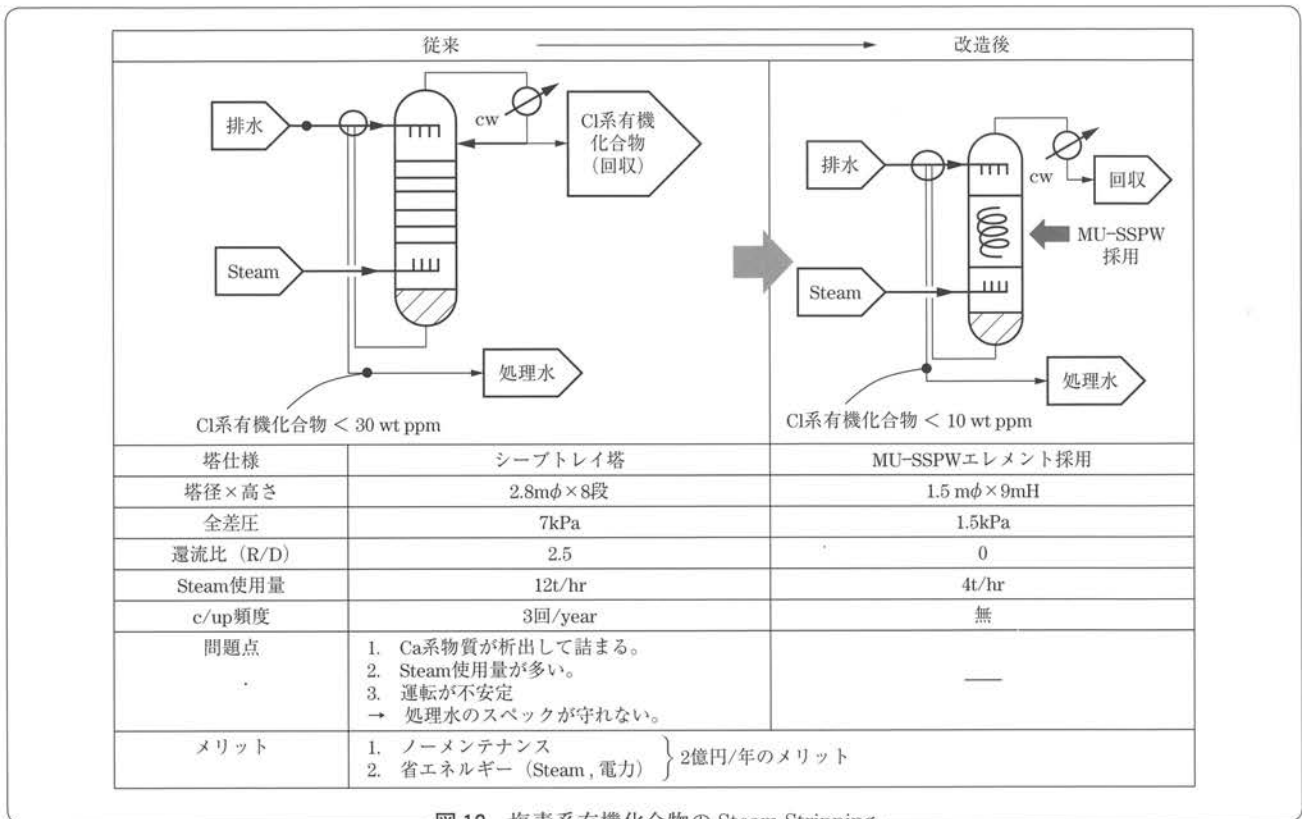 従来 改造後
排水
cw
Cl系有機
化合物
(回収)
Steam
処理水
Cl系有機化合物 < 30 wt ppm
排水
cw
回収
MU-SSPW
採用
Steam
処理水
Cl系有機化合物 < 10 wt ppm
塔仕様 シーブトレイ塔 MU-SSPWエレメント採用
塔径×高さ 2.8mφ×8段 1.5 mφ×9mH
全差圧 7kPa 1.5kPa
還流比 (R/D) 2.5 0
Steam使用量 12t/hr 4t/hr
c/up頻度 3回/year 無
問題点 1. Ca系物質が析出して詰まる。
2. Steam使用量が多い。
3. 運転が不安定
→ 処理水のスペックが守れない。
メリット 1. ノーメンテナンス
2. 省エネルギー (Steam , 電力)
2億円/年のメリット